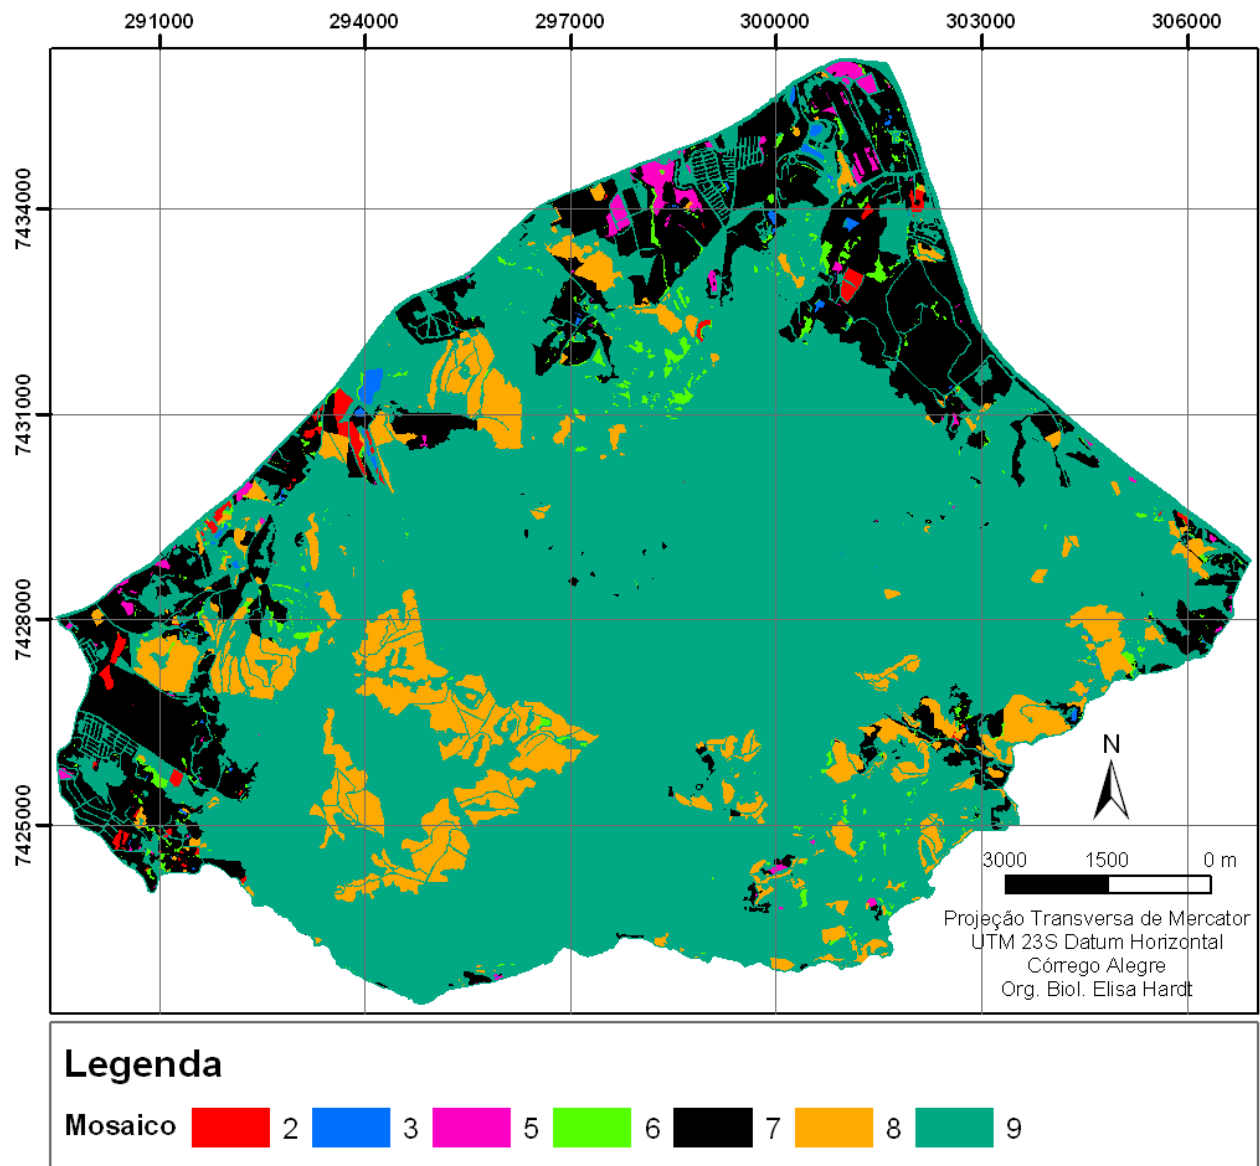 291000 294000 297000 300000 303000 306000
7434000
7431000
7428000
7425000
N
3000 1500 0 m
Projeção Transversa de Mercator
UTM 23S Datum Horizontal
Córrego Alegre
Org. Biol. Elisa Hardt
Legenda
Mosaico 2 3 5 6 7 8 9